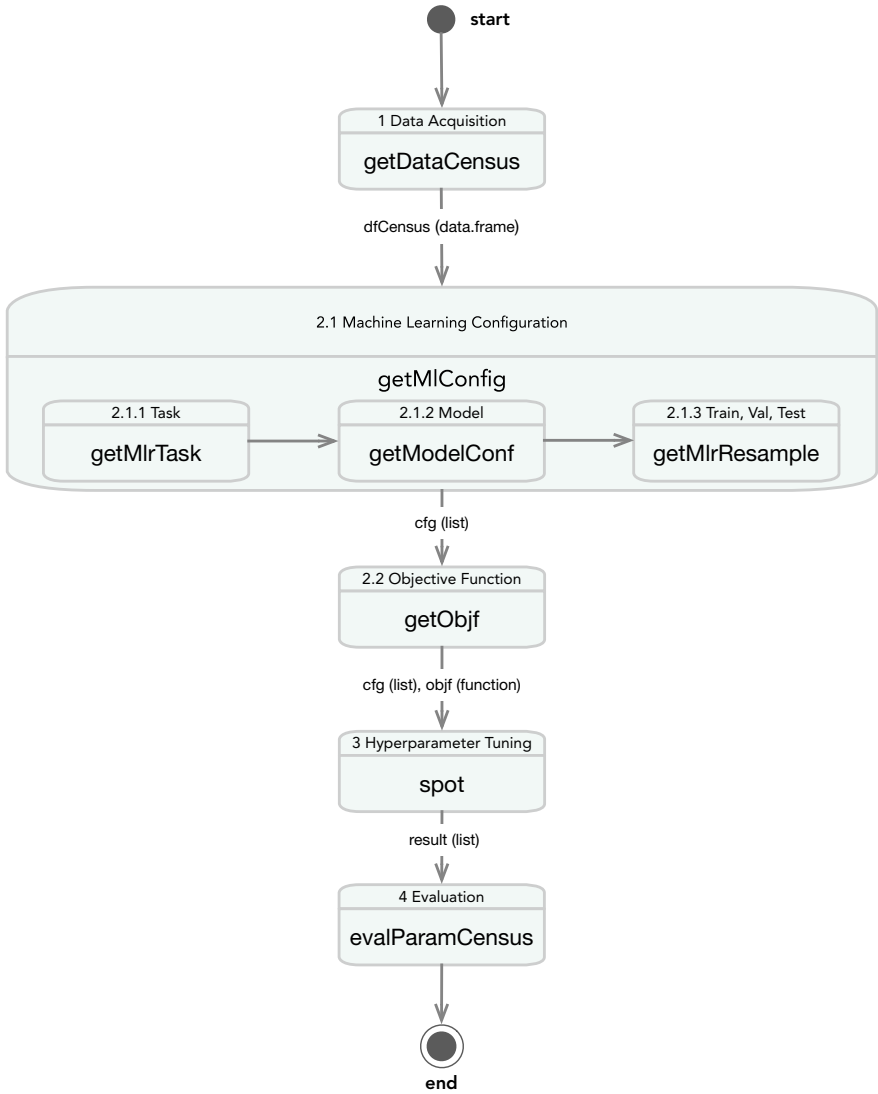 start
1 Data Acquisition
getDataCensus
dfCensus (data.frame)
2.1 Machine Learning Configuration
getMlConfig
2.1.1 Task
getMlrTask
2.1.2 Model
getModelConf
2.1.3 Train, Val, Test
getMlrResample
cfg (list)
2.2 Objective Function
getObjf
cfg (list), objf (function)
3 Hyperparameter Tuning
spot
result (list)
4 Evaluation
evalParamCensus
end